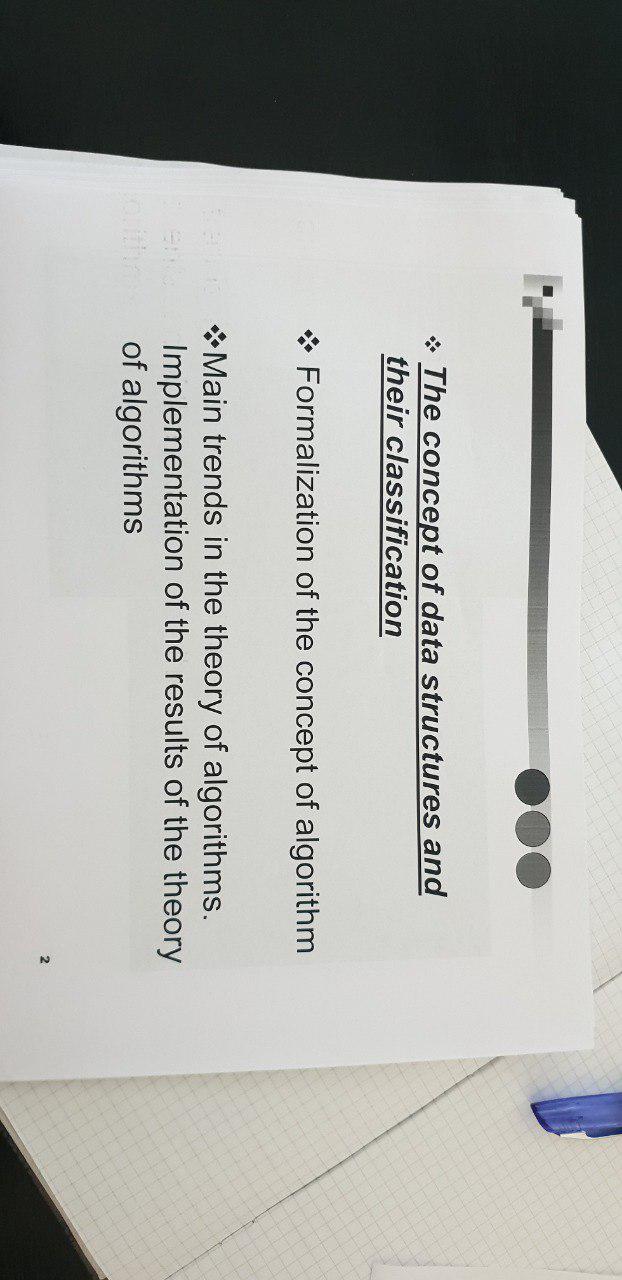 ❖ The concept of data structures and
their classification
❖ Formalization of the concept of algorithm
❖ Main trends in the theory of algorithms.
Implementation of the results of the theory
of algorithms
2